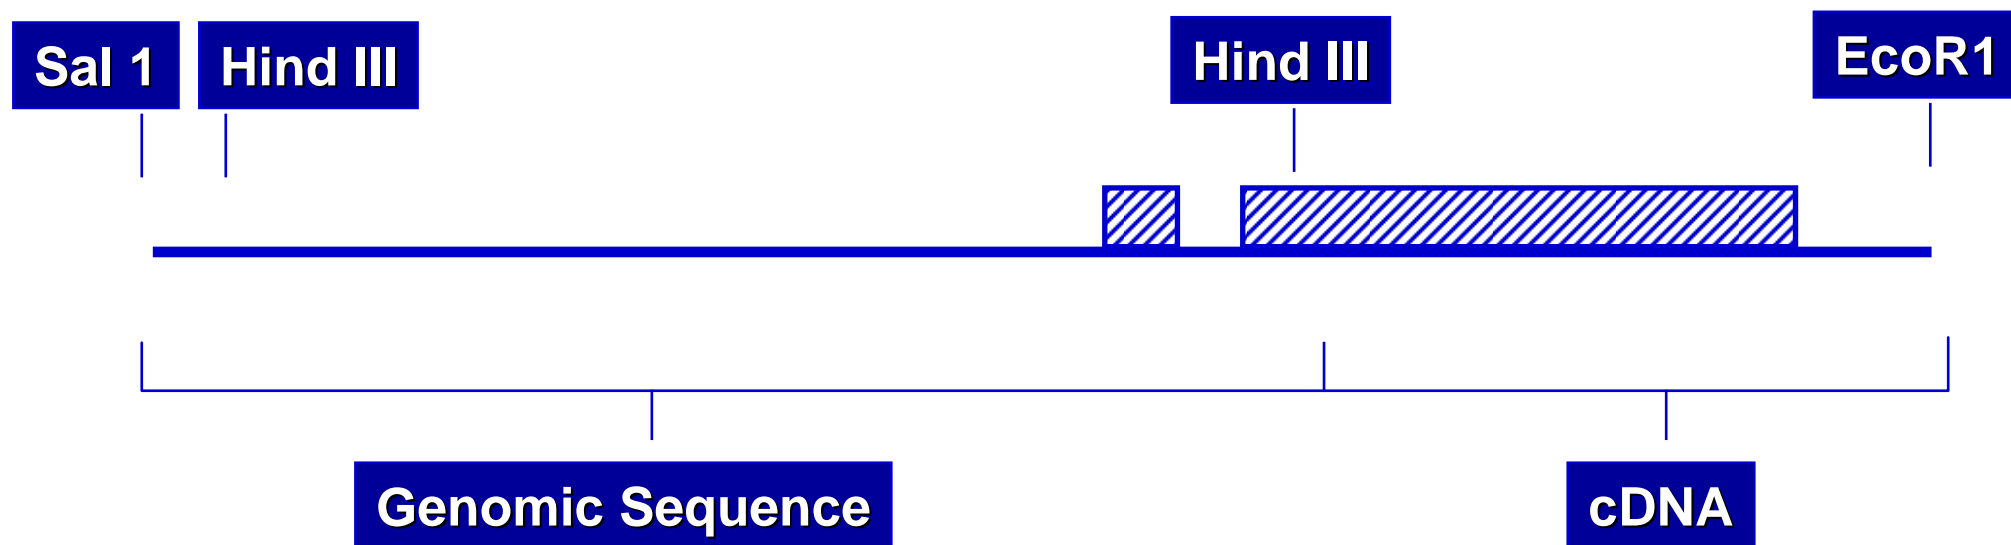 Sal 1
Hind III
Hind III
EcoR1
Genomic Sequence
cDNA